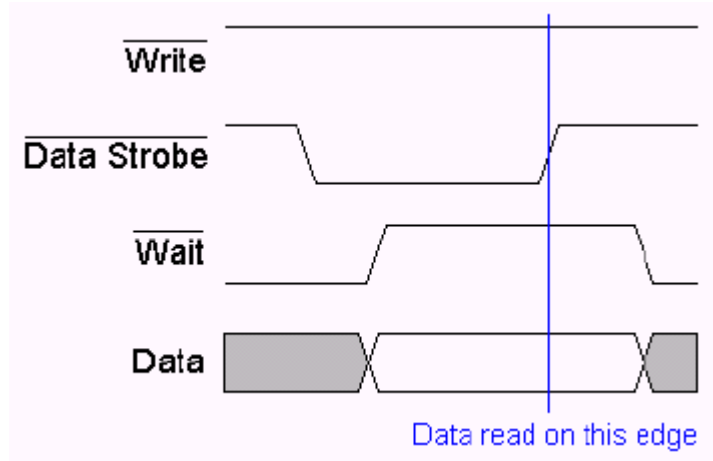 Write
Data Strobe
Wait
Data
Data read on this edge